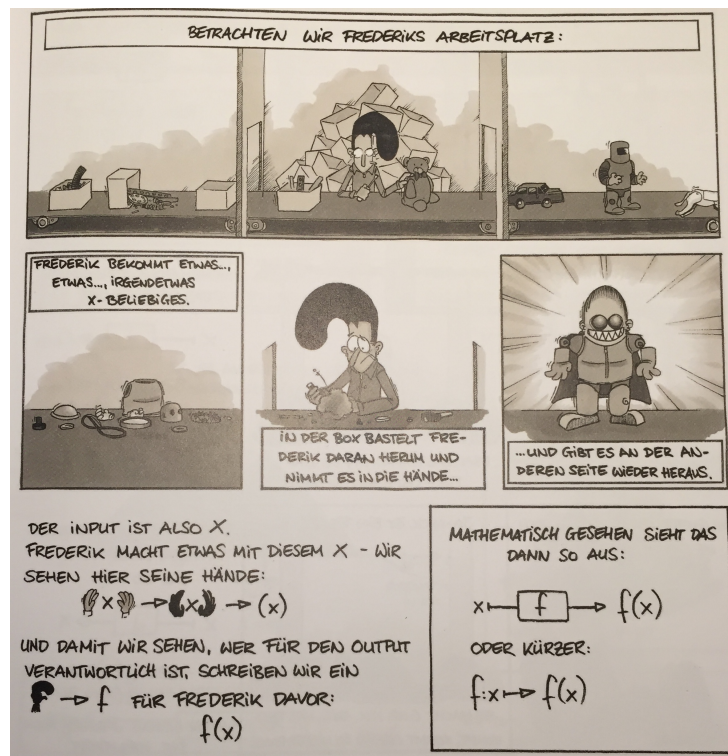 BETRACHTEN WIR FREDERIKS ARBEITSPLATZ:
FREDERIK BEKOMMT ETWAS...,
ETWAS..., IRGENDETWAS
X-BELIEBIGES.
IN DER BOX BASTELT FRE-
DERIK DARAN HERUM UND
NIMMT ES IN DIE HÄNDE...
...UND GIBT ES AN DER AN-
DEREN SEITE WIEDER HERAUS.
DER INPUT IST ALSO X.
FREDERIK MACHT ETWAS MIT DIESEM X - WIR
SEHEN HIER SEINE HÄNDE:
x → x → (x)
UND DAMIT WIR SEHEN, WER FÜR DEN OUTPUT
VERANTWORTLICH IST, SCHREIBEN WIR EIN
→ f FÜR FREDERIK DAVOR:
f(x)
MATHEMATISCH GESEHEN SIEHT DAS
DANN SO AUS:
x ↦ f → f(x)
ODER KÜRZER:
f: x ↦ f(x)